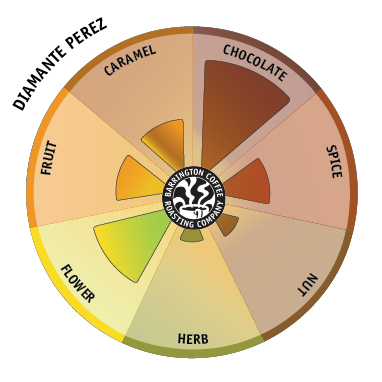 DIAMANTE PEREZ
CARAMEL
CHOCOLATE
SPICE
NUT
HERB
FLOWER
FRUIT
BARRINGTON COFFEE
ROASTING COMPANY